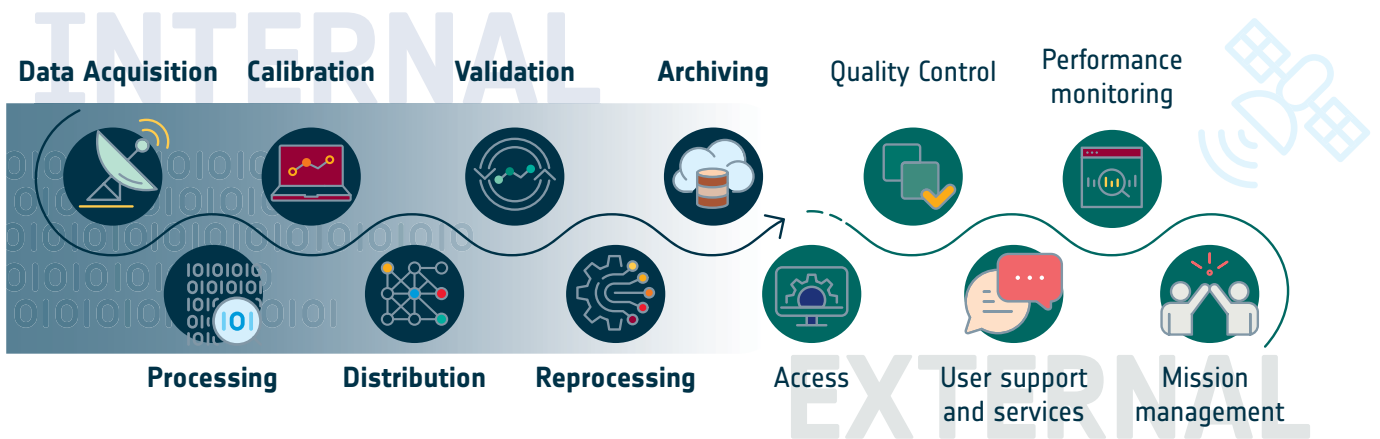 INTERNAL
Data Acquisition
Calibration
Validation
Archiving
Quality Control
Performance
monitoring
Processing
Distribution
Reprocessing
Access
User support
and services
Mission
management
EXTERNAL